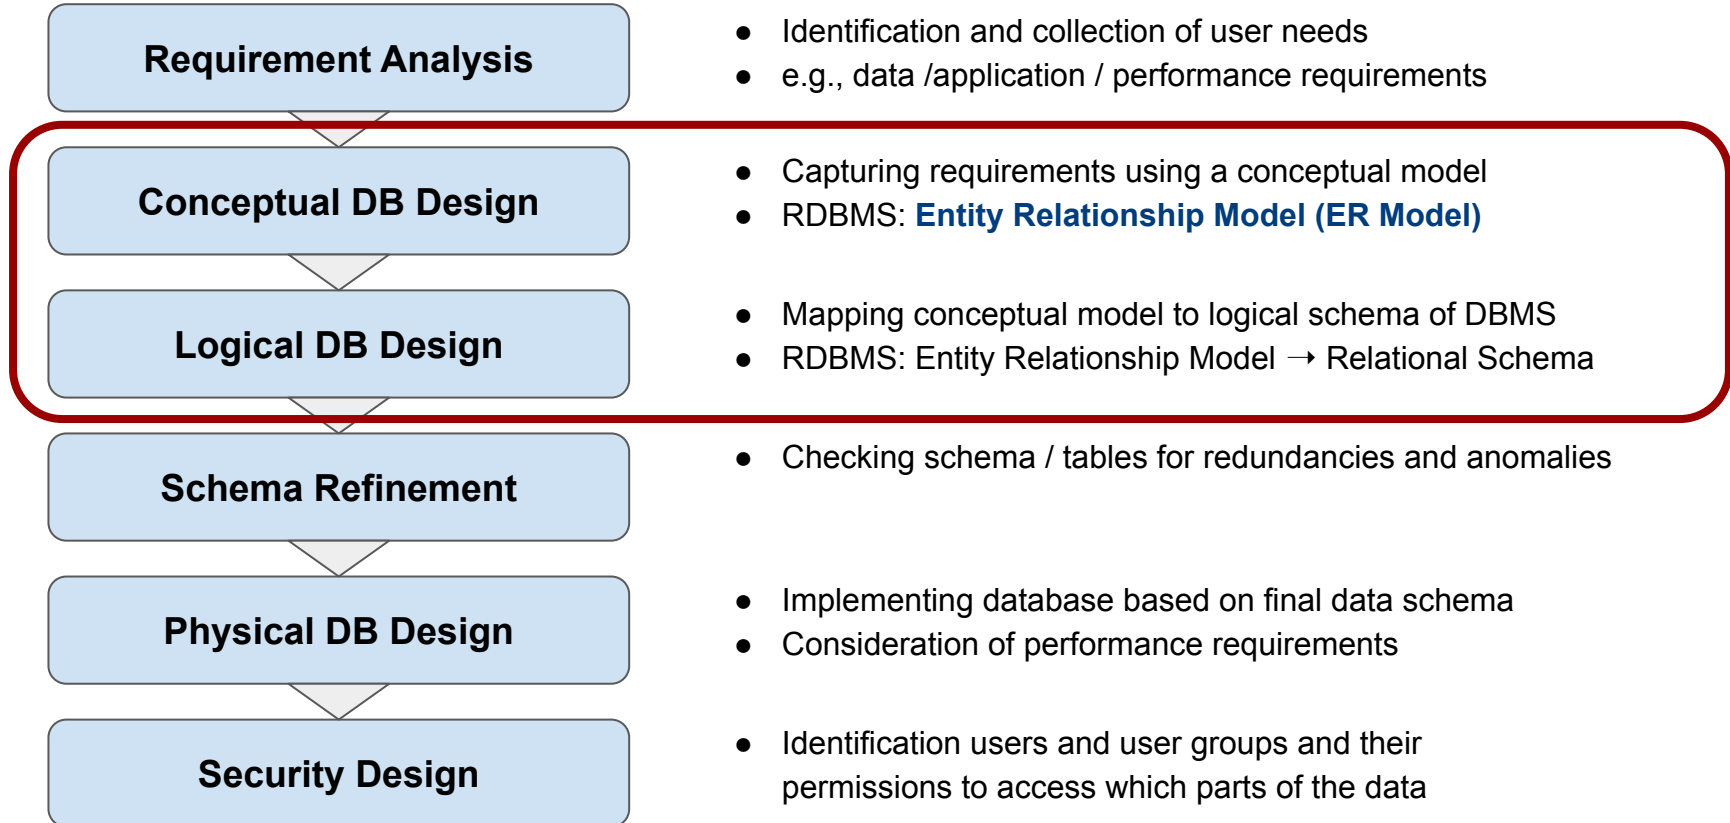 Requirement Analysis
● Identification and collection of user needs
● e.g., data /application / performance requirements
Conceptual DB Design
● Capturing requirements using a conceptual model
● RDBMS: Entity Relationship Model (ER Model)
Logical DB Design
● Mapping conceptual model to logical schema of DBMS
● RDBMS: Entity Relationship Model → Relational Schema
Schema Refinement
● Checking schema / tables for redundancies and anomalies
Physical DB Design
● Implementing database based on final data schema
● Consideration of performance requirements
Security Design
● Identification users and user groups and their
permissions to access which parts of the data